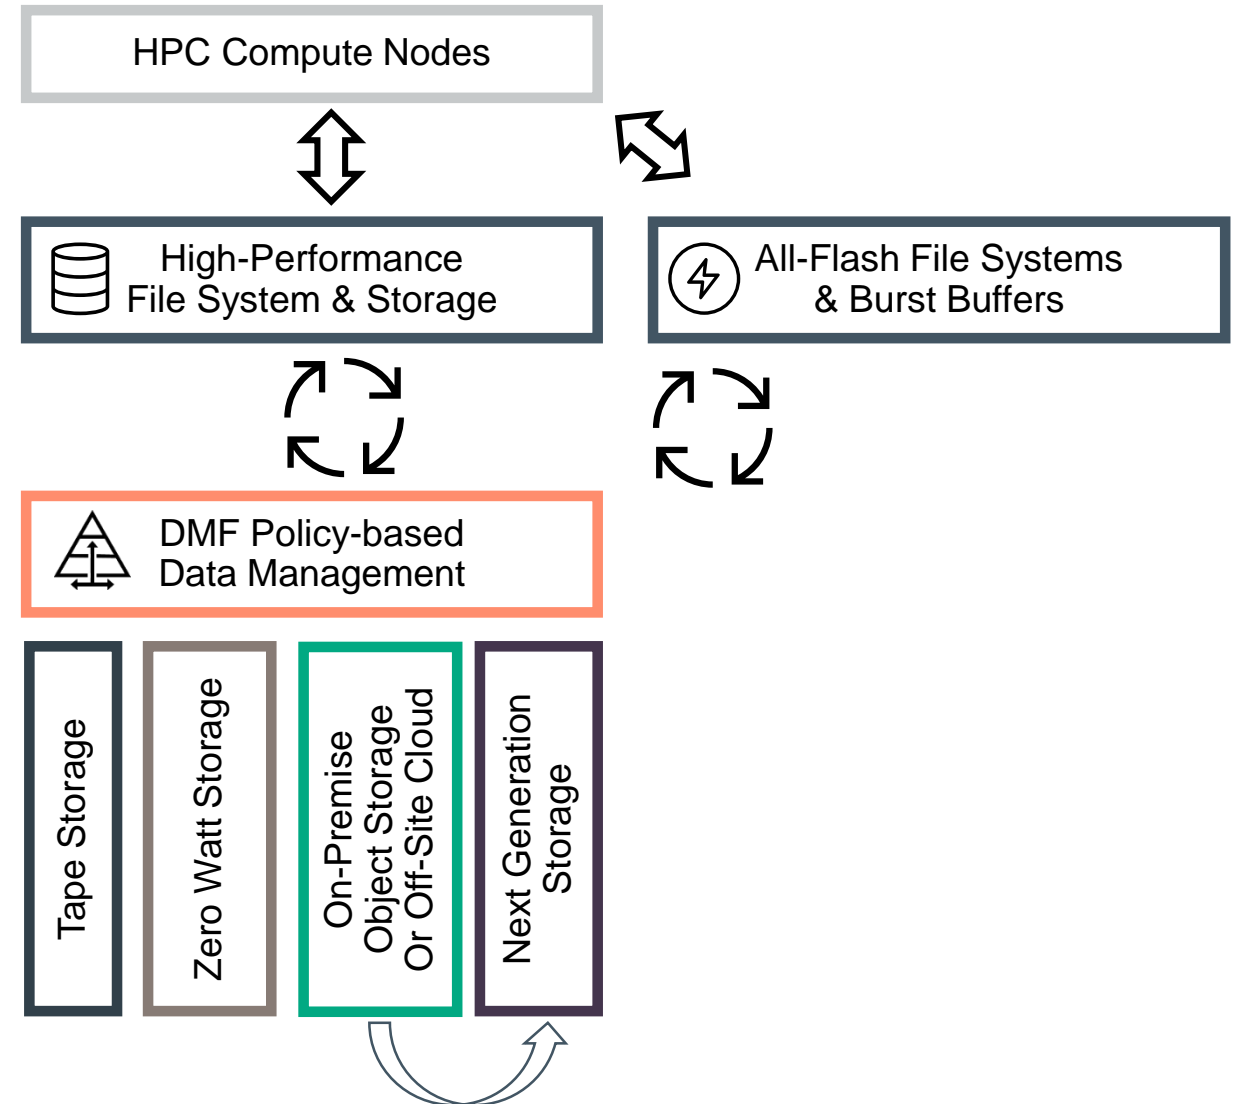 HPC Compute Nodes
High-Performance
File System & Storage
All-Flash File Systems
& Burst Buffers
DMF Policy-based
Data Management
Tape Storage
Zero Watt Storage
On-Premise
Object Storage
Or Off-Site Cloud
Next Generation
Storage